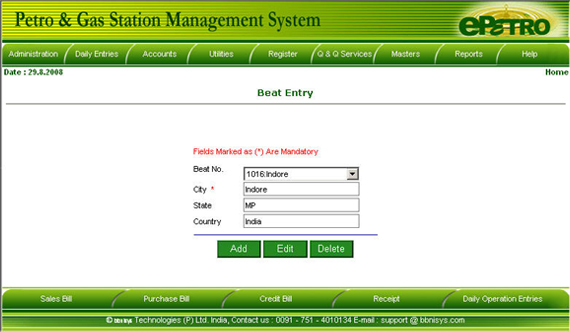 Petro & Gas Station Management System
ePetro
Administration Daily Entries Accounts Utilities Register Q & Q Services Masters Reports Help
Date : 29.8.2008 Home
Beat Entry
Fields Marked as (*) Are Mandatory
Beat No. 1016:Indore
City * Indore
State MP
Country India
Add Edit Delete
Sales Bill Purchase Bill Credit Bill Receipt Daily Operation Entries
© Technologies (P) Ltd. India, Contact us : 0091 - 751 - 4010134 E-mail : support @ bbnisys.com